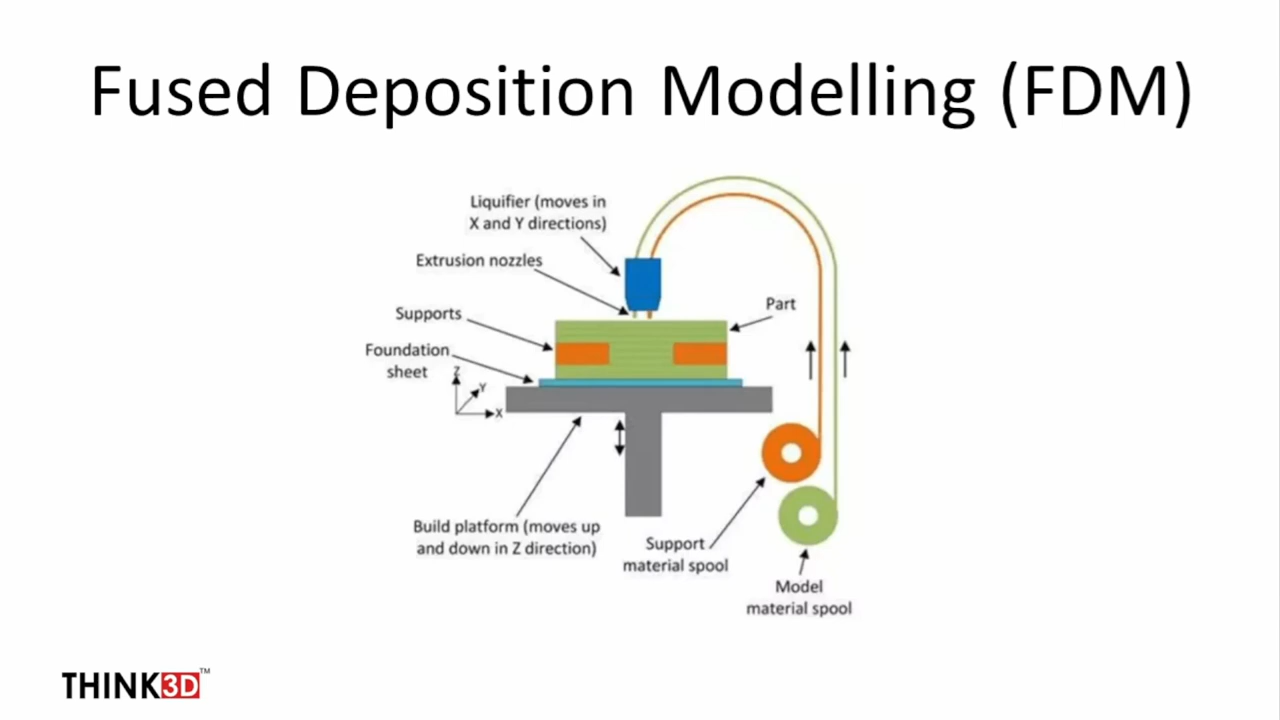 Fused Deposition Modelling (FDM)
Liquifier (moves in
X and Y directions)
Extrusion nozzles
Part
Supports
Foundation
sheet
Z
Y
X
Build platform (moves up
and down in Z direction)
Support
material spool
Model
material spool
THINK3D™